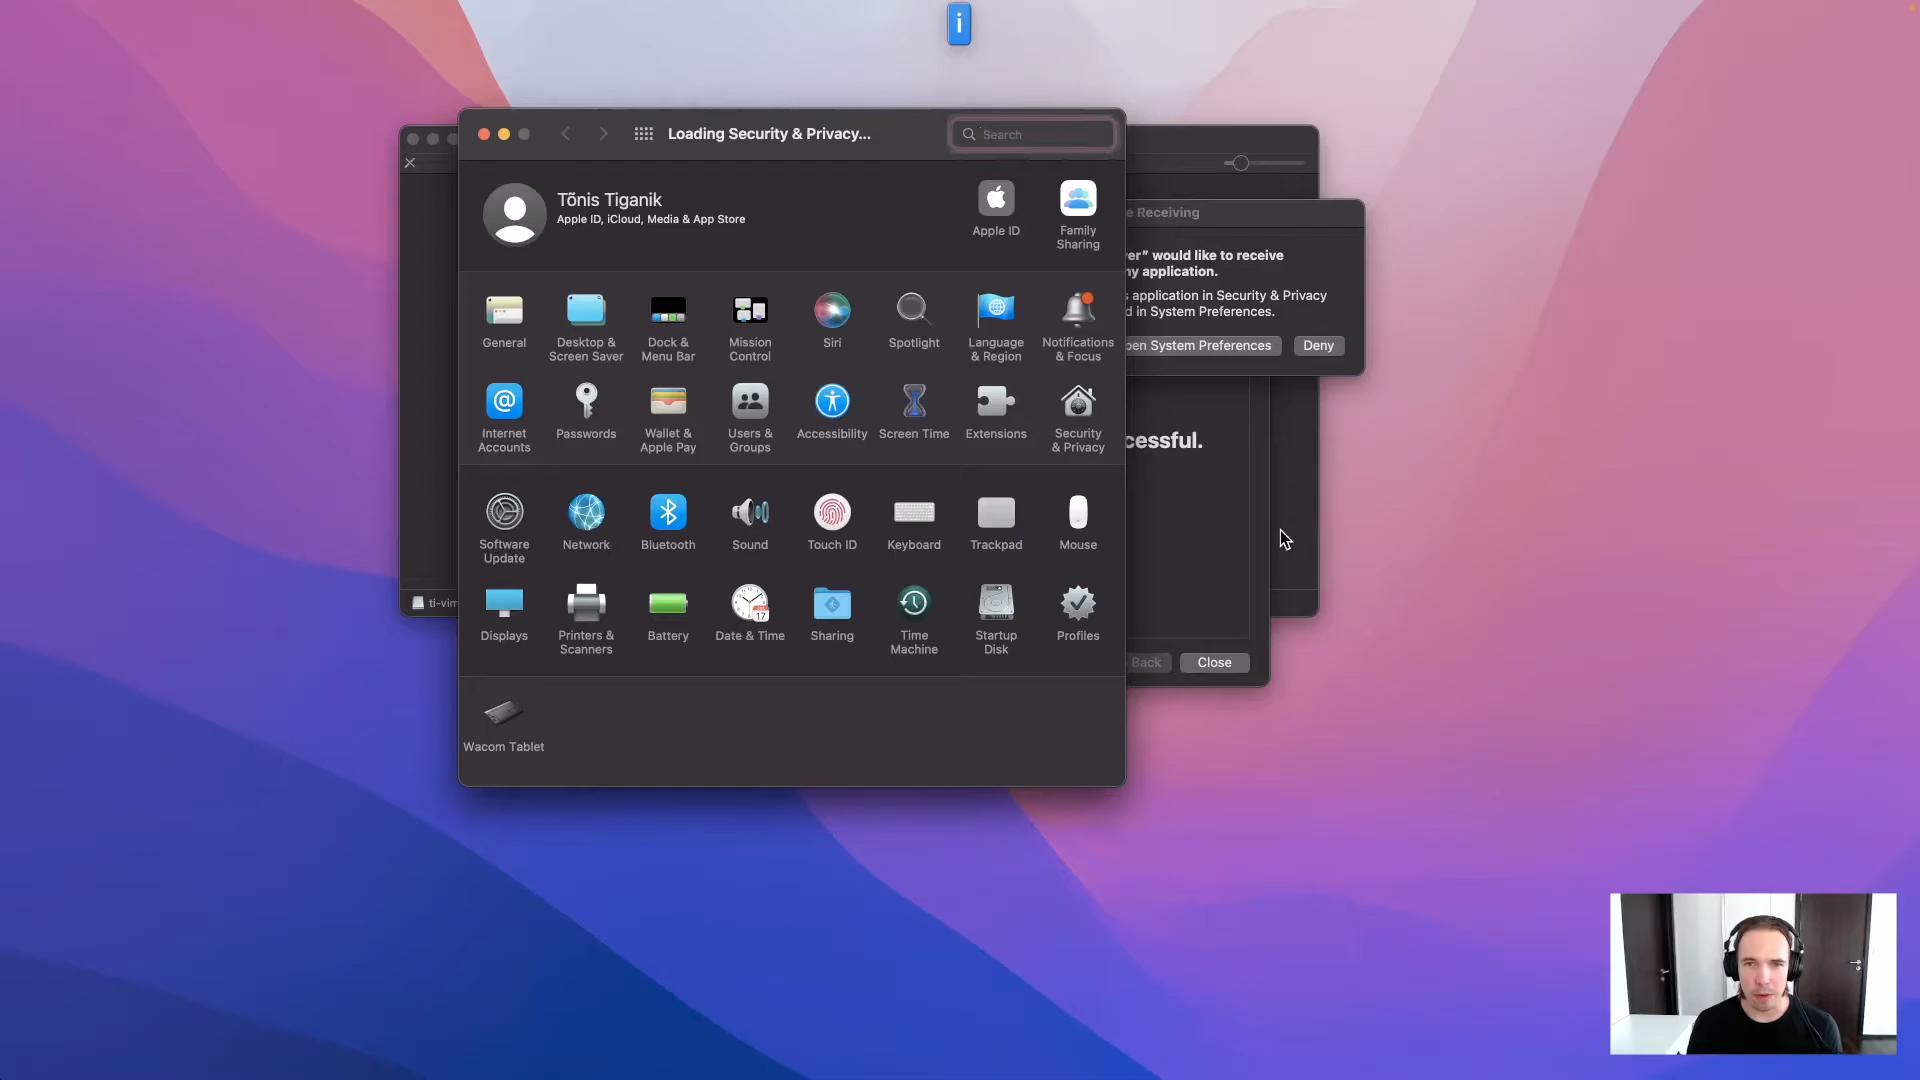 i
Loading Security & Privacy...
Search
Tõnis Tiganik
Apple ID, iCloud, Media & App Store
Apple ID
Family
Sharing
e Receiving
er” would like to receive
ny application.
s application in Security & Privacy
d in System Preferences.
pen System Preferences
Deny
General
Desktop &
Screen Saver
Dock &
Menu Bar
Mission
Control
Siri
Spotlight
Language
& Region
Notifications
& Focus
Internet
Accounts
Passwords
Wallet &
Apple Pay
Users &
Groups
Accessibility
Screen Time
Extensions
Security
& Privacy
cessful.
Software
Update
Network
Bluetooth
Sound
Touch ID
Keyboard
Trackpad
Mouse
ti-vim
Displays
Printers &
Scanners
Battery
17
Date & Time
Sharing
Time
Machine
Startup
Disk
Profiles
Back
Close
Wacom Tablet